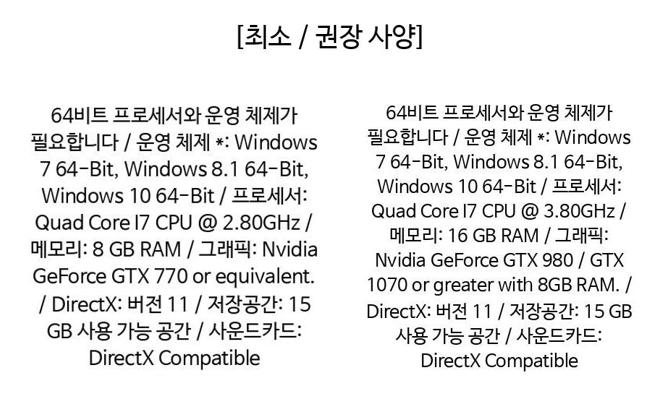 [최소 / 권장 사양]
64비트 프로세서와 운영 체제가
필요합니다 / 운영 체제 *: Windows
7 64-Bit, Windows 8.1 64-Bit,
Windows 10 64-Bit / 프로세서:
Quad Core I7 CPU @ 2.80GHz /
메모리: 8 GB RAM / 그래픽: Nvidia
GeForce GTX 770 or equivalent.
/ DirectX: 버전 11 / 저장공간: 15
GB 사용 가능 공간 / 사운드카드:
DirectX Compatible
64비트 프로세서와 운영 체제가
필요합니다 / 운영 체제 *: Windows
7 64-Bit, Windows 8.1 64-Bit,
Windows 10 64-Bit / 프로세서:
Quad Core I7 CPU @ 3.80GHz /
메모리: 16 GB RAM / 그래픽:
Nvidia GeForce GTX 980 / GTX
1070 or greater with 8GB RAM. /
DirectX: 버전 11 / 저장공간: 15 GB
사용 가능 공간 / 사운드카드:
DirectX Compatible